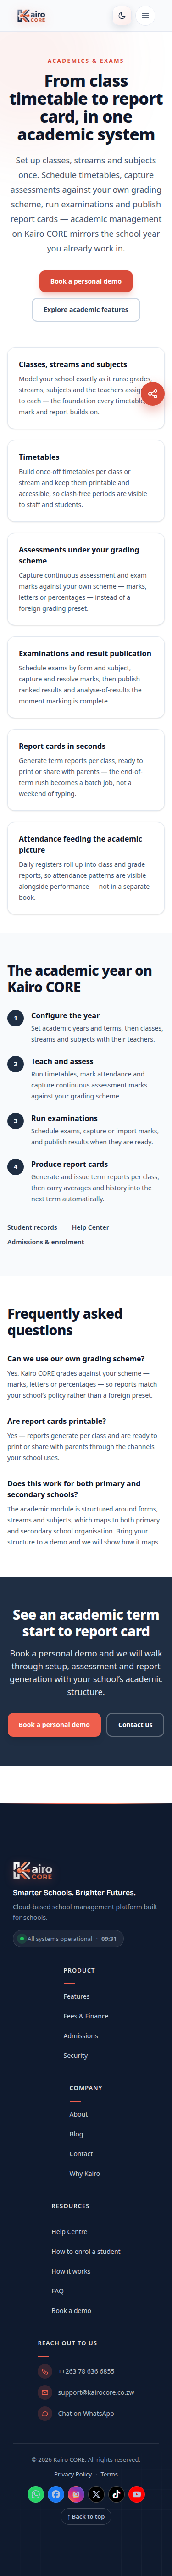 Kairo CORE
ACADEMICS & EXAMS
From class
timetable to report
card, in one
academic system
Set up classes, streams and subjects
once. Schedule timetables, capture
assessments against your own grading
scheme, run examinations and publish
report cards — academic management
on Kairo CORE mirrors the school year
you already work in.
Book a personal demo
Explore academic features
Classes, streams and subjects
Model your school exactly as it runs: grades,
streams, subjects and the teachers assigned
to each — the foundation every timetable,
mark and report builds on.
Timetables
Build once-off timetables per class or
stream and keep them printable and
accessible, so clash-free periods are visible
to staff and students.
Assessments under your grading
scheme
Capture continuous assessment and exam
marks against your own scheme — marks,
letters or percentages — instead of a
foreign grading preset.
Examinations and result publication
Schedule exams by form and subject,
capture and resolve marks, then publish
ranked results and analyse-of-results the
moment marking is complete.
Report cards in seconds
Generate term reports per class, ready to
print or share with parents — the end-of-
term rush becomes a batch job, not a
weekend of typing.
Attendance feeding the academic
picture
Daily registers roll up into class and grade
reports, so attendance patterns are visible
alongside performance — not in a separate
book.
The academic year on
Kairo CORE
1
Configure the year
Set academic years and terms, then classes,
streams and subjects with their teachers.
2
Teach and assess
Run timetables, mark attendance and
capture continuous assessment marks
against your grading scheme.
3
Run examinations
Schedule exams, capture or import marks,
and publish results when they are ready.
4
Produce report cards
Generate and issue term reports per class,
then carry averages and history into the
next term automatically.
Student records
Help Center
Admissions & enrolment
Frequently asked
questions
Can we use our own grading scheme?
Yes. Kairo CORE grades against your scheme —
marks, letters or percentages — so reports match
your school's policy rather than a foreign preset.
Are report cards printable?
Yes — reports generate per class and are ready to
print or share with parents through the channels
your school uses.
Does this work for both primary and
secondary schools?
The academic module is structured around forms,
streams and subjects, which maps to both primary
and secondary school organisation. Bring your
structure to a demo and we will show how it maps.
See an academic term
start to report card
Book a personal demo and we will walk
through setup, assessment and report
generation with your school's academic
structure.
Book a personal demo
Contact us
Kairo CORE
Smarter Schools. Brighter Futures.
Cloud-based school management platform built
for schools.
All systems operational · 09:31
PRODUCT
Features
Fees & Finance
Admissions
Security
COMPANY
About
Blog
Contact
Why Kairo
RESOURCES
Help Centre
How to enrol a student
How it works
FAQ
Book a demo
REACH OUT TO US
++263 78 636 6855
support@kairocore.co.zw
Chat on WhatsApp
© 2026 Kairo CORE. All rights reserved.
Privacy Policy · Terms
↑ Back to top